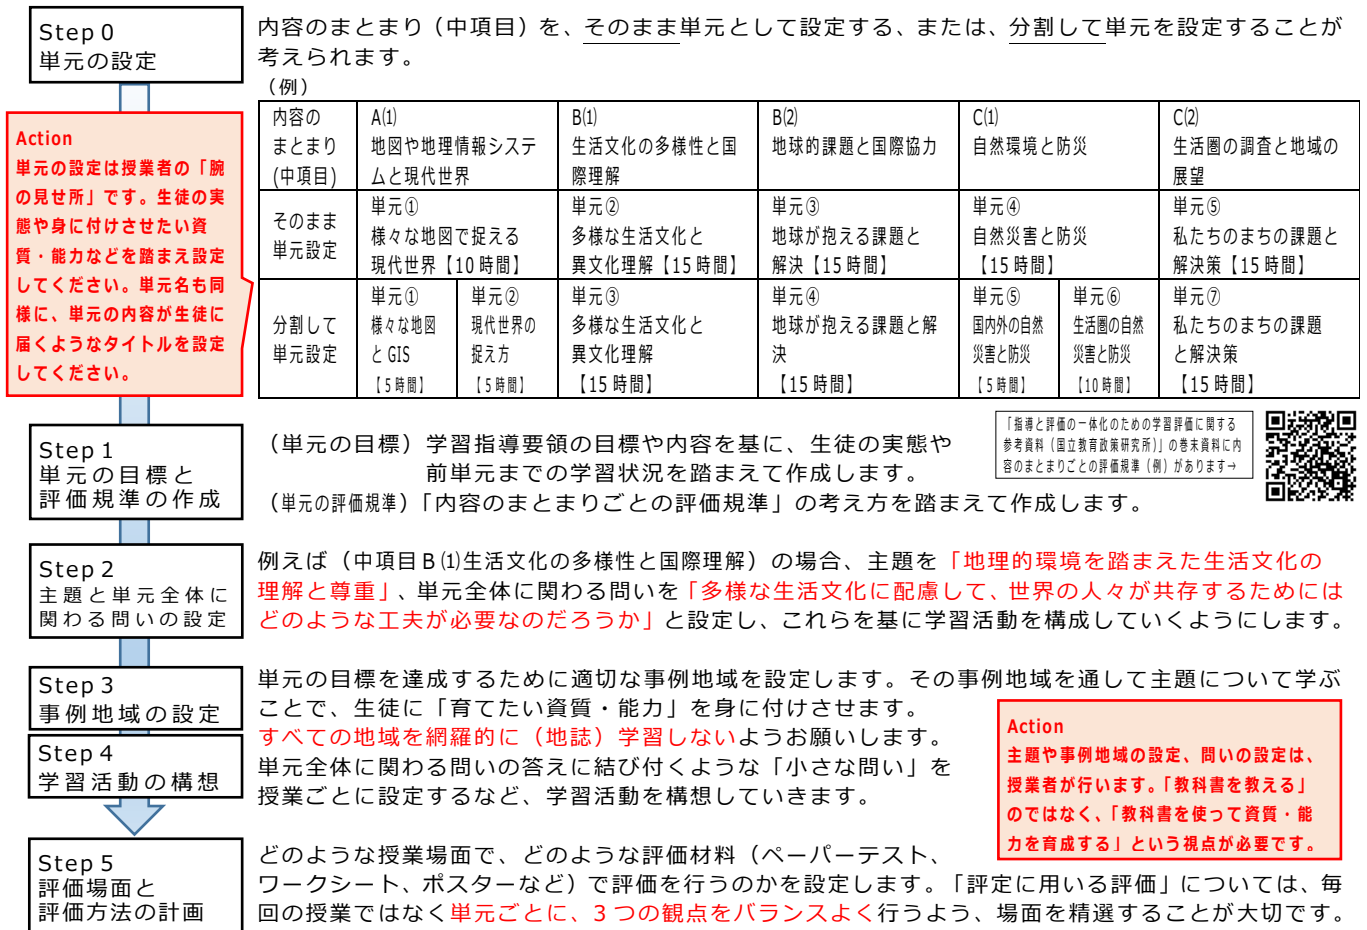 Step 0
単元の設定
内容のまとまり（中項目）を、そのまま単元として設定する、または、分割して単元を設定することが
考えられます。
（例）
Action
単元の設定は授業者の「腕
の見せ所」です。生徒の実
態や身に付けさせたい資
質・能力などを踏まえ設定
してください。単元名も同
様に、単元の内容が生徒に
届くようなタイトルを設定
してください。
内容の
まとまり
(中項目)
A⑴
地図や地理情報システ
ムと現代世界
B⑴
生活文化の多様性と国
際理解
B⑵
地球的課題と国際協力
C⑴
自然環境と防災
C⑵
生活圏の調査と地域の
展望
そのまま
単元設定
単元①
様々な地図で捉える
現代世界【10時間】
単元②
多様な生活文化と
異文化理解【15時間】
単元③
地球が抱える課題と
解決【15時間】
単元④
自然災害と防災
【15時間】
単元⑤
私たちのまちの課題と
解決策【15時間】
分割して
単元設定
単元①
様々な地図
とGIS
【5時間】
単元②
現代世界の
捉え方
【5時間】
単元③
多様な生活文化と
異文化理解
【15時間】
単元④
地球が抱える課題と解
決
【15時間】
単元⑤
国内外の自然
災害と防災
【5時間】
単元⑥
生活圏の自然
災害と防災
【10時間】
単元⑦
私たちのまちの課題
と解決策
【15時間】
Step 1
単元の目標と
評価規準の作成
（単元の目標）学習指導要領の目標や内容を基に、生徒の実態や
前単元までの学習状況を踏まえて作成します。
（単元の評価規準）「内容のまとまりごとの評価規準」の考え方を踏まえて作成します。
「指導と評価の一体化のための学習評価に関する
参考資料（国立教育政策研究所）」の巻末資料に内
容のまとまりごとの評価規準（例）があります→
Step 2
主題と単元全体に
関わる問いの設定
例えば（中項目B⑴生活文化の多様性と国際理解）の場合、主題を「地理的環境を踏まえた生活文化の
理解と尊重」、単元全体に関わる問いを「多様な生活文化に配慮して、世界の人々が共存するためには
どのような工夫が必要なのだろうか」と設定し、これらを基に学習活動を構成していくようにします。
Step 3
事例地域の設定
Step 4
学習活動の構想
単元の目標を達成するために適切な事例地域を設定します。その事例地域を通して主題について学ぶ
ことで、生徒に「育てたい資質・能力」を身に付けさせます。
すべての地域を網羅的に（地誌）学習しないようお願いします。
単元全体に関わる問いの答えに結び付くような「小さな問い」を
授業ごとに設定するなど、学習活動を構想していきます。
Action
主題や事例地域の設定、問いの設定は、
授業者が行います。「教科書を教える」
のではなく、「教科書を使って資質・能
力を育成する」という視点が必要です。
Step 5
評価場面と
評価方法の計画
どのような授業場面で、どのような評価材料（ペーパーテスト、
ワークシート、ポスターなど）で評価を行うのかを設定します。「評定に用いる評価」については、毎
回の授業ではなく単元ごとに、3つの観点をバランスよく行うよう、場面を精選することが大切です。